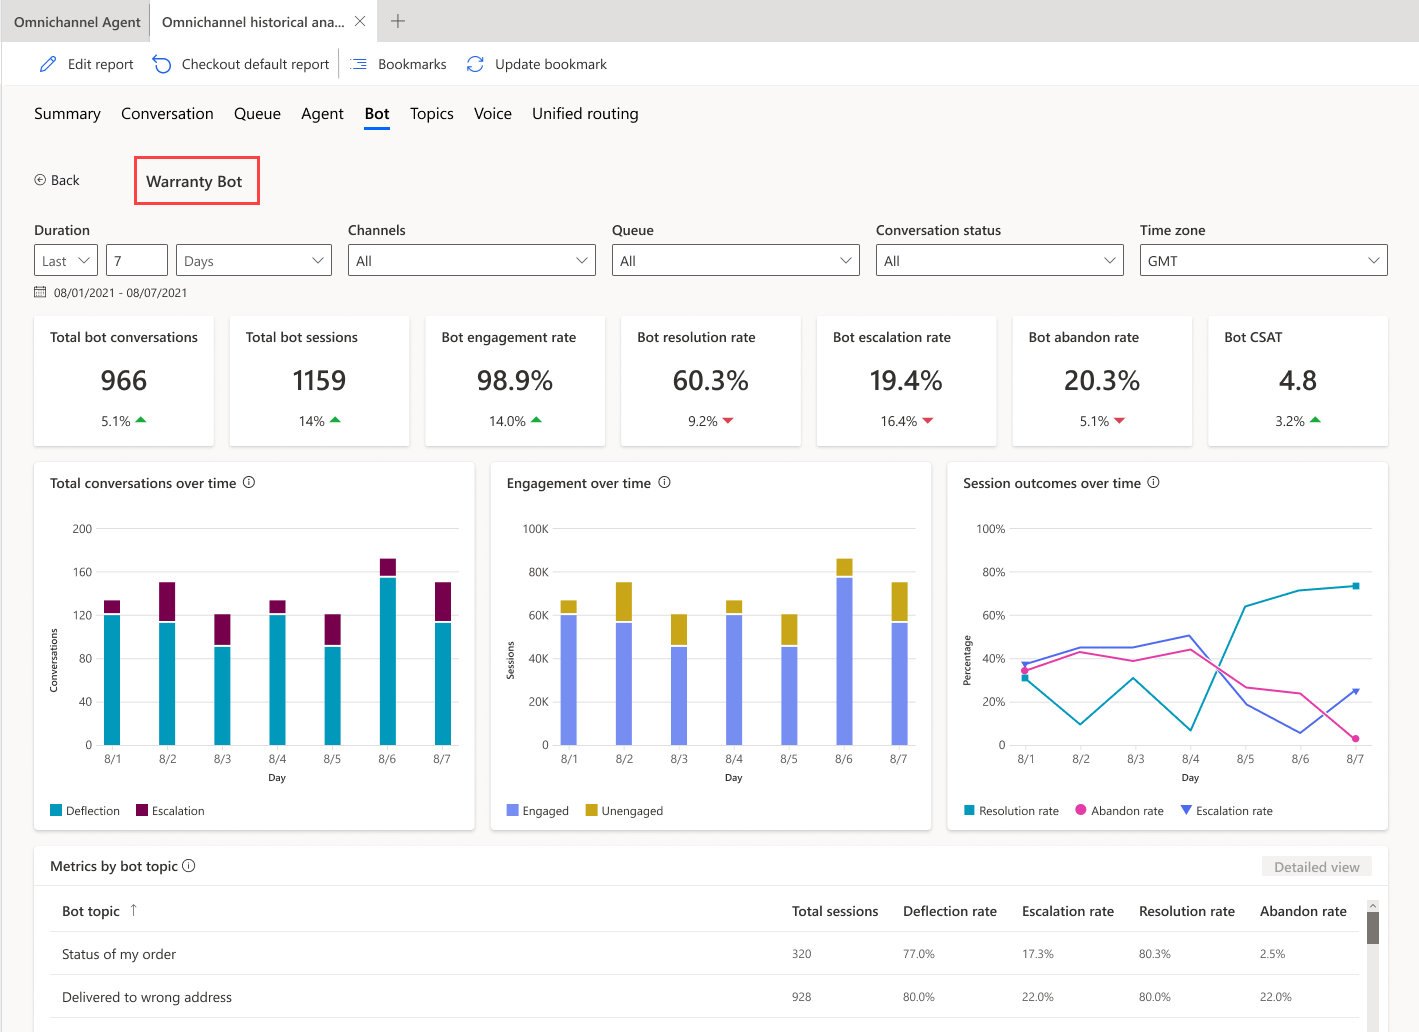 Omnichannel Agent
Omnichannel historical ana...
Edit report
Checkout default report
Bookmarks
Update bookmark
Summary Conversation Queue Agent Bot Topics Voice Unified routing
Back
Warranty Bot
Duration Channels Queue Conversation status Time zone
Last 7 Days All All All GMT
08/01/2021 - 08/07/2021
Total bot conversations
966
5.1%
Total bot sessions
1159
14%
Bot engagement rate
98.9%
14.0%
Bot resolution rate
60.3%
9.2%
Bot escalation rate
19.4%
16.4%
Bot abandon rate
20.3%
5.1%
Bot CSAT
4.8
3.2%
Total conversations over time
Conversations
200
160
120
80
40
0
8/1 8/2 8/3 8/4 8/5 8/6 8/7
Day
Deflection Escalation
Engagement over time
Sessions
100K
80K
60K
40K
20K
0
8/1 8/2 8/3 8/4 8/5 8/6 8/7
Day
Engaged Unengaged
Session outcomes over time
Percentage
100%
80%
60%
40%
20%
0
8/1 8/2 8/3 8/4 8/5 8/6 8/7
Day
Resolution rate Abandon rate Escalation rate
Metrics by bot topic
Detailed view
Bot topic Total sessions Deflection rate Escalation rate Resolution rate Abandon rate
Status of my order 320 77.0% 17.3% 80.3% 2.5%
Delivered to wrong address 928 80.0% 22.0% 80.0% 22.0%